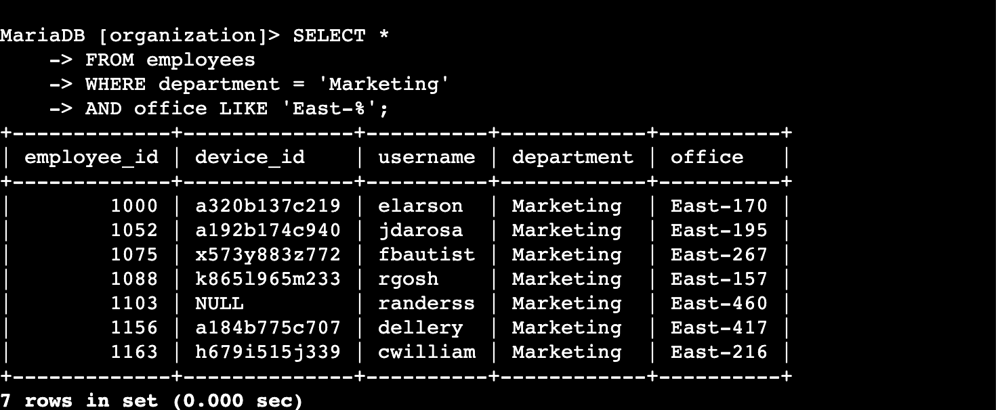 MariaDB [organization]> SELECT *
    -> FROM employees
    -> WHERE department = 'Marketing'
    -> AND office LIKE 'East-%';
+-------------+--------------+----------+------------+----------+
| employee_id | device_id    | username | department | office   |
+-------------+--------------+----------+------------+----------+
|        1000 | a320b137c219 | elarson  | Marketing  | East-170 |
|        1052 | a192b174c940 | jdarosa  | Marketing  | East-195 |
|        1075 | x573y883z772 | fbautist | Marketing  | East-267 |
|        1088 | k865l965m233 | rgosh    | Marketing  | East-157 |
|        1103 | NULL         | randerss | Marketing  | East-460 |
|        1156 | a184b775c707 | dellery  | Marketing  | East-417 |
|        1163 | h679i515j339 | cwilliam | Marketing  | East-216 |
+-------------+--------------+----------+------------+----------+
7 rows in set (0.000 sec)